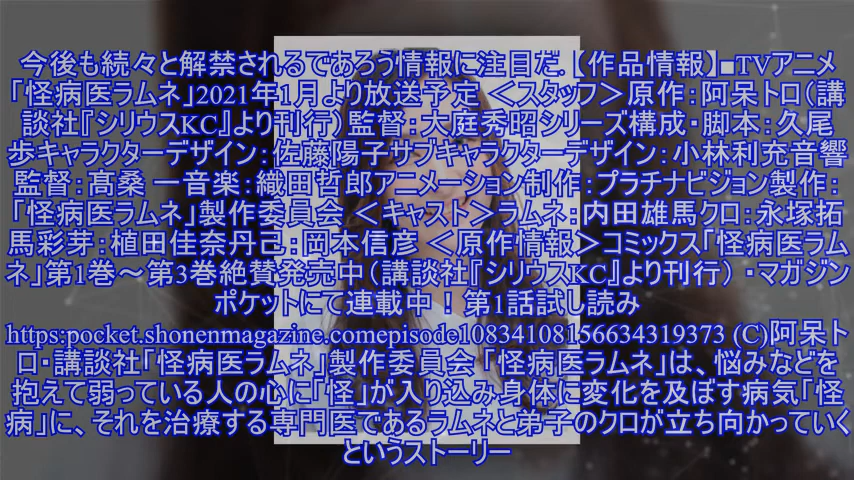 今後も続々と解禁されるであろう情報に注目だ.【作品情報】■TVアニメ
「怪病医ラムネ」2021年1月より放送予定 ＜スタッフ＞原作：阿呆トロ（講
談社『シリウスKC』より刊行）監督：大庭秀昭シリーズ構成・脚本：久尾
歩キャラクターデザイン：佐藤陽子サブキャラクターデザイン：小林利充音響
監督：髙桑 一音楽：織田哲郎アニメーション制作：プラチナビジョン製作：
「怪病医ラムネ」製作委員会 ＜キャスト＞ラムネ：内田雄馬クロ：永塚拓
馬彩芽：植田佳奈丹己：岡本信彦 ＜原作情報＞コミックス「怪病医ラム
ネ」第1巻～第3巻絶賛発売中（講談社『シリウスKC』より刊行） ・マガジン
ポケットにて連載中！ 第1話試し読み
https:pocket.shonenmagazine.comepisode10834108156634319373 (C)阿呆ト
ロ・講談社「怪病医ラムネ」製作委員会 「怪病医ラムネ」は、悩みなどを
抱えて弱っている人の心に「怪」が入り込み身体に変化を及ぼす病気「怪
病」に、それを治療する専門医であるラムネと弟子のクロが立ち向かっていく
というストーリー